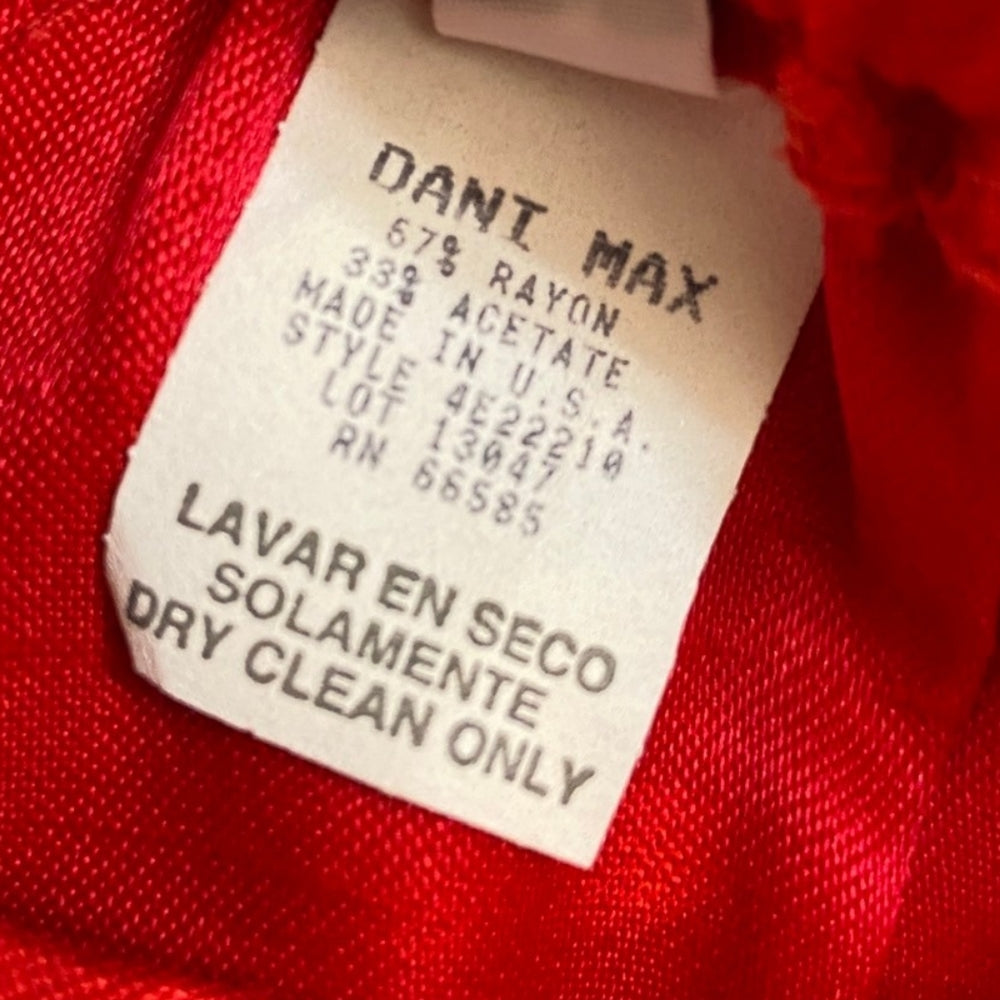 DANI MAX
67% RAYON
33% ACETATE
MADE IN U.S.A.
STYLE 4E22210
LOT 13047
RN 66585
LAVAR EN SECO
SOLAMENTE
DRY CLEAN ONLY